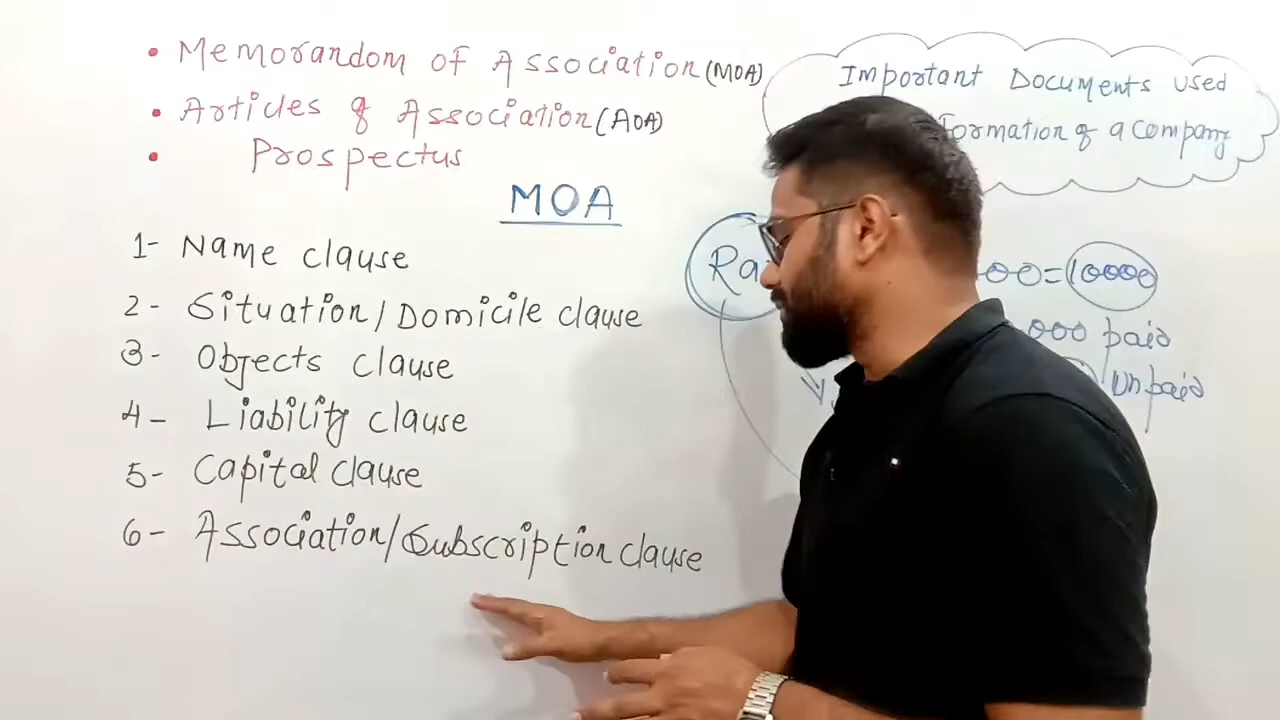 • Memorandom of Association (MOA)
• Articles of Association (AOA)
• Prospectus
Important Documents used
Formation of a company
MOA
1- Name clause
2- Situation/Domicile clause
3- Objects clause
4- Liability clause
5- Capital clause
6- Association/Subscription clause
=10000
paid
unpaid